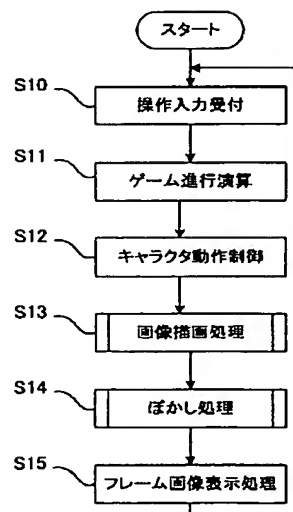 スタート
S10
操作入力受付
S11
ゲーム進行演算
S12
キャラクタ動作制御
S13
画像描画処理
S14
ぼかし処理
S15
フレーム画像表示処理